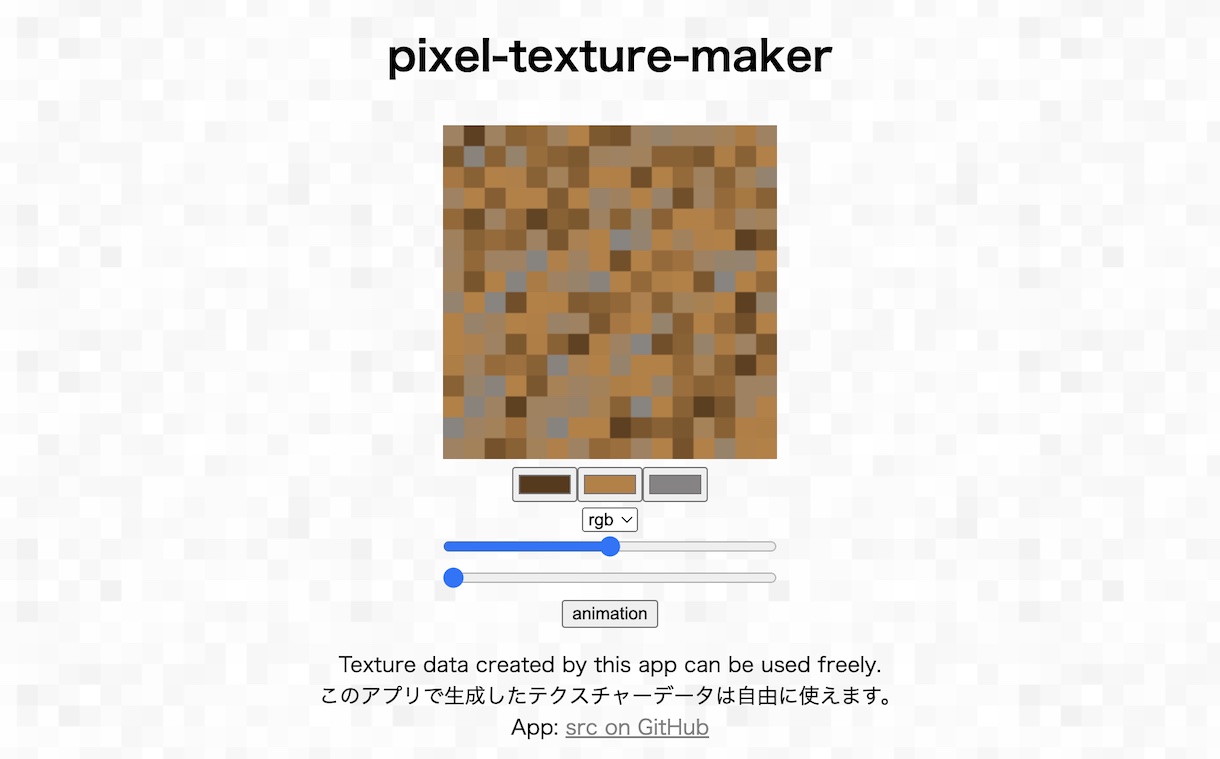 pixel-texture-maker
rgb
animation
Texture data created by this app can be used freely.
このアプリで生成したテクスチャーデータは自由に使えます。
App: src on GitHub